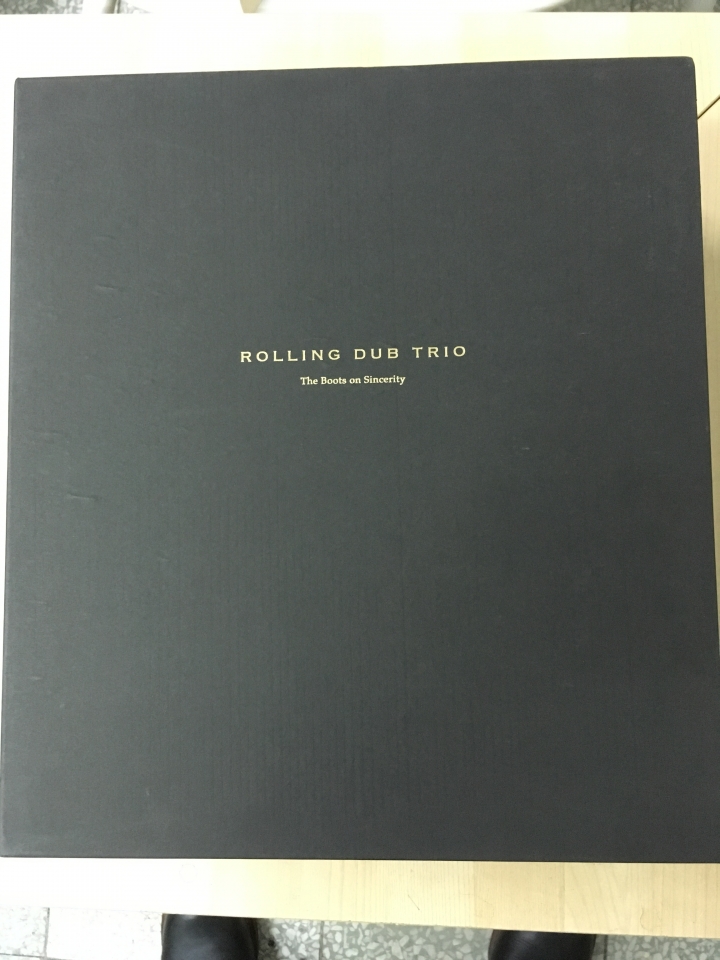 ROLLING DUB TRIO
The Boots on Sincerity